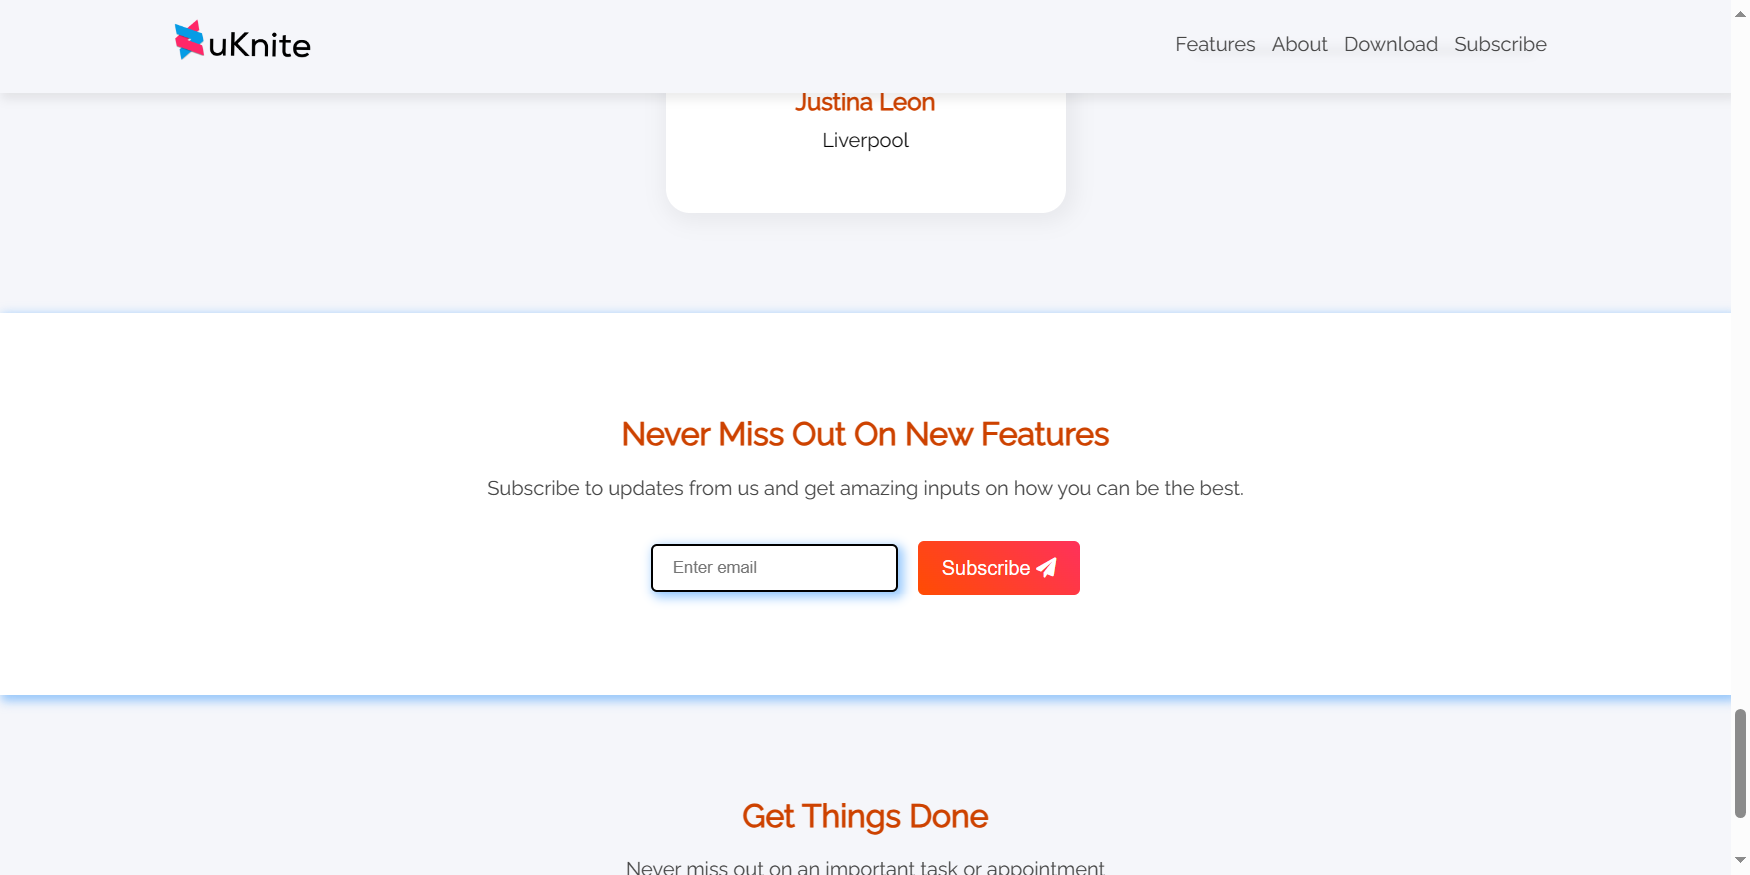 uKnite
Features About Download Subscribe
Justina Leon
Liverpool
Never Miss Out On New Features
Subscribe to updates from us and get amazing inputs on how you can be the best.
Enter email
Subscribe
Get Things Done
Never miss out on an important task or appointment